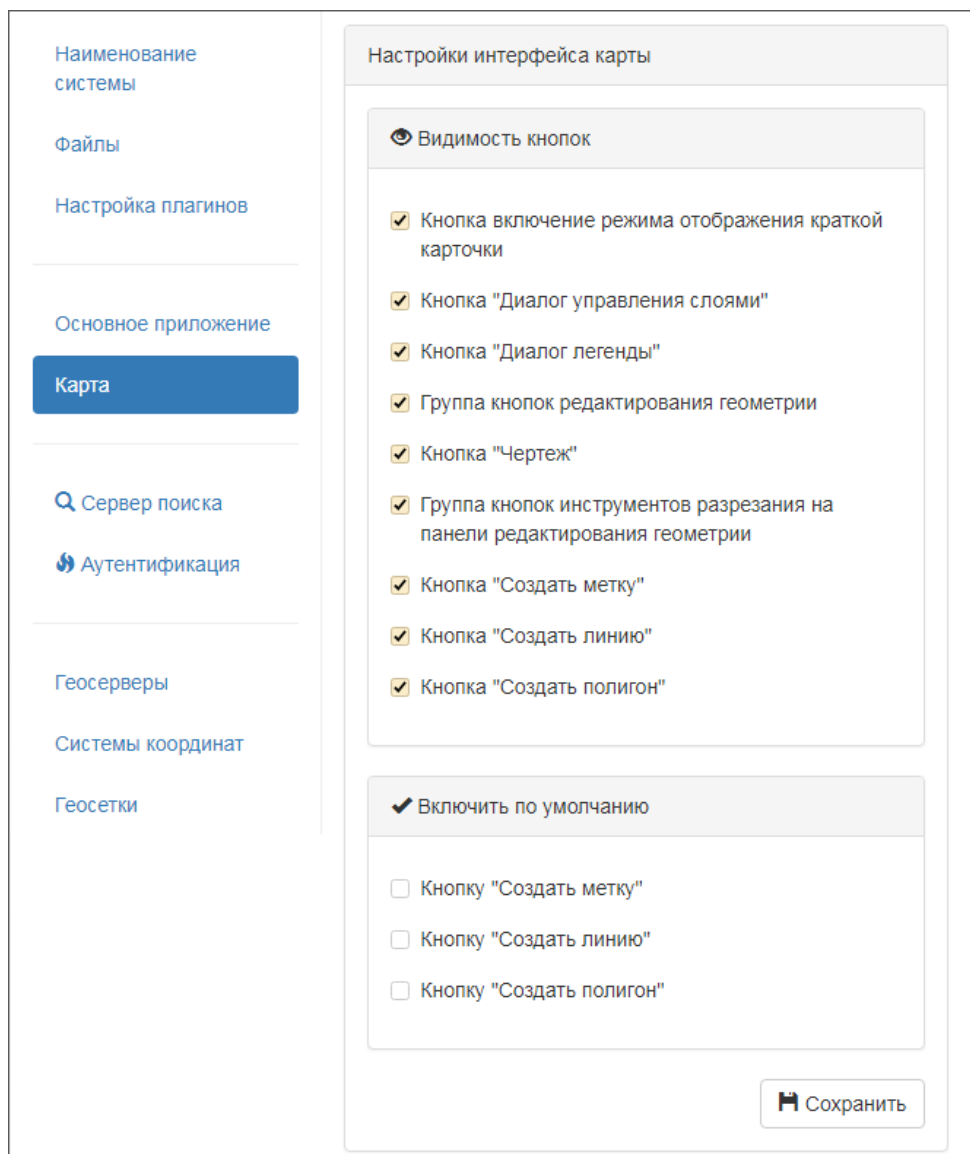 Наименование
системы
Файлы
Настройка плагинов
Основное приложение
Карта
Сервер поиска
Аутентификация
Геосерверы
Системы координат
Геосетки
Настройки интерфейса карты
Видимость кнопок
Кнопка включение режима отображения краткой
карточки
Кнопка "Диалог управления слоями"
Кнопка "Диалог легенды"
Группа кнопок редактирования геометрии
Кнопка "Чертеж"
Группа кнопок инструментов разрезания на
панели редактирования геометрии
Кнопка "Создать метку"
Кнопка "Создать линию"
Кнопка "Создать полигон"
Включить по умолчанию
Кнопку "Создать метку"
Кнопку "Создать линию"
Кнопку "Создать полигон"
Сохранить